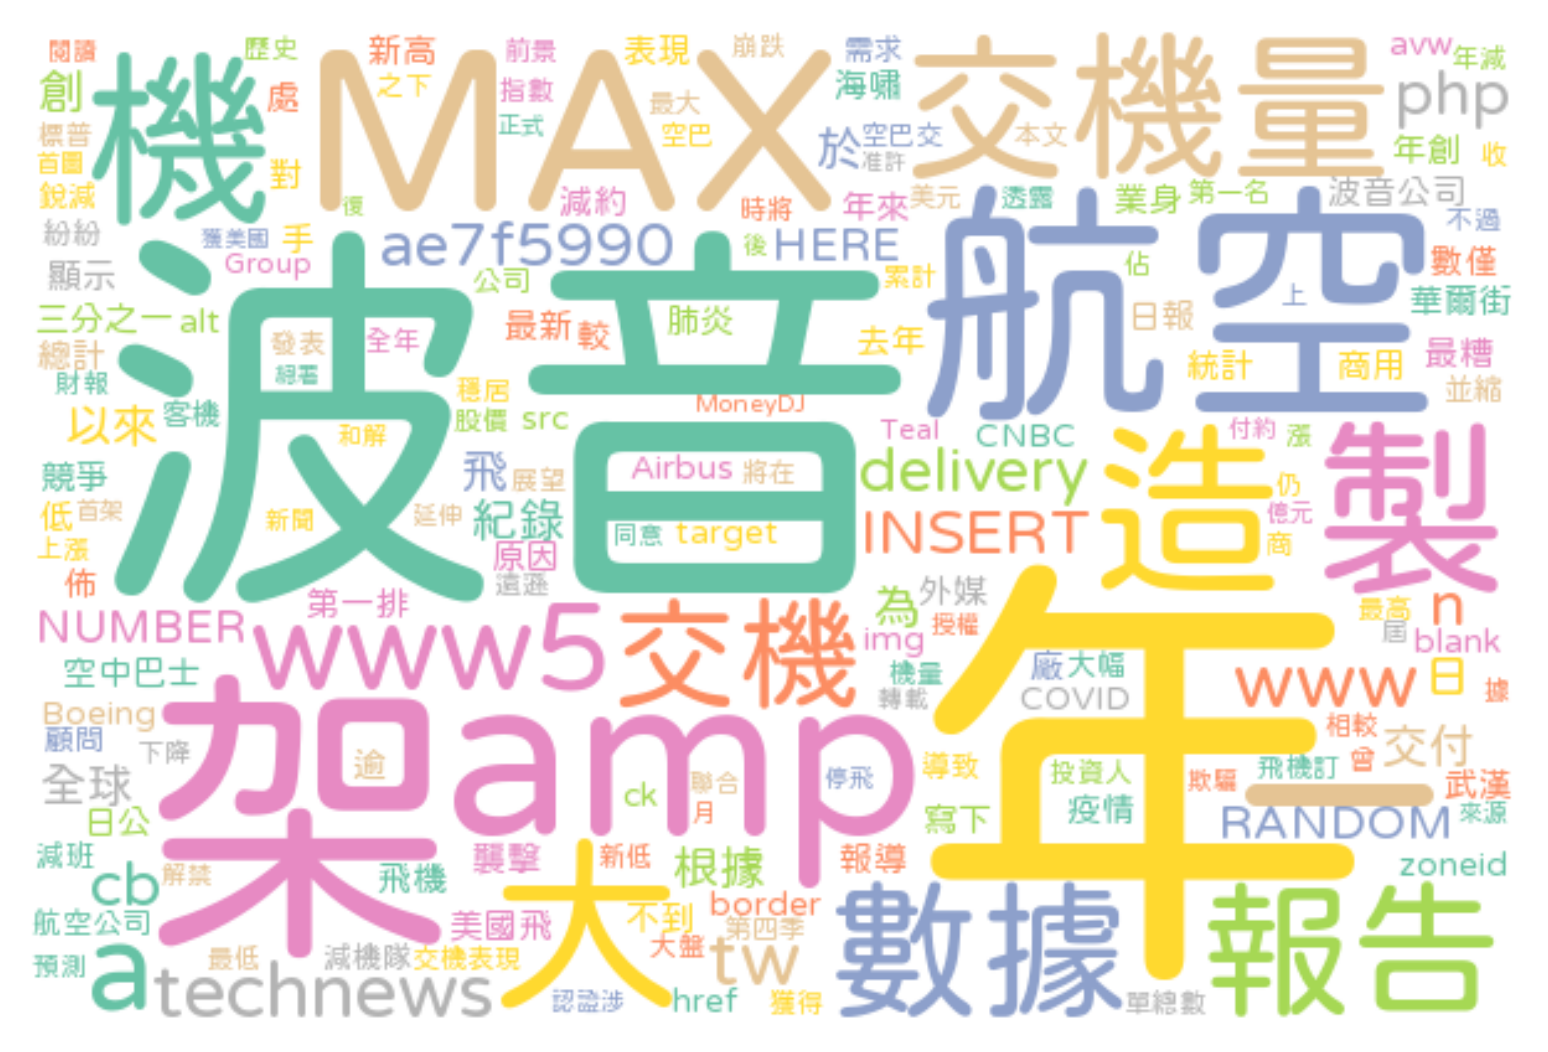 閱讀 歷史 新高 前景 表現 崩跌 需求 avw 年減
機 MAX 交機量
創 處 之下 指數 最大 海嘯 php
標普 正式 空巴 於 空巴交 本文 年創 收
首圖 對 准許
銳減 復 減約 時將 年來 美元 透露 業身 第一名 波音公司
紛紛 獲美國 手 ae7f5990 後 HERE 航空 不過
顯示 Group 公司 累計 佔 數僅
波音
三分之一 alt 發表 全年 最新 較 肺炎 去年 日報 上 華爾街
總計 統計 商用 最糟
財報 穩居 MoneyDJ 並縮
以來 客機 和解 股價 src Teal CNBC 付約 漲
競爭 飛 展望 Airbus 將在 delivery 造 仍 製
低 首架 新聞 延伸 紀錄 同意 target INSERT 億元
上漲 原因 商
佈 第一排 遠遜 為 外媒 最高 n
NUMBER www5 交機 img 授權 年 屆 blank
空中巴士 機量 廠 大幅 www 日 據
架 amp 轉載 COVID
Boeing 相較 交付
顧問 下降 逾 停飛 導致 投資人 飛機訂 曾
全球 ck 聯合 欺騙 一 武漢
日公 月 寫下 疫情 RANDOM 來源
減班 解禁 襲擊 大 新低 根據 報導 zoneid
cb 飛機 border 數據 報告
航空公司 美國飛 不到 第四季
預測 a 最低 減機隊 交機表現 大盤 tw
technews 認證涉 href 獲得 單總數